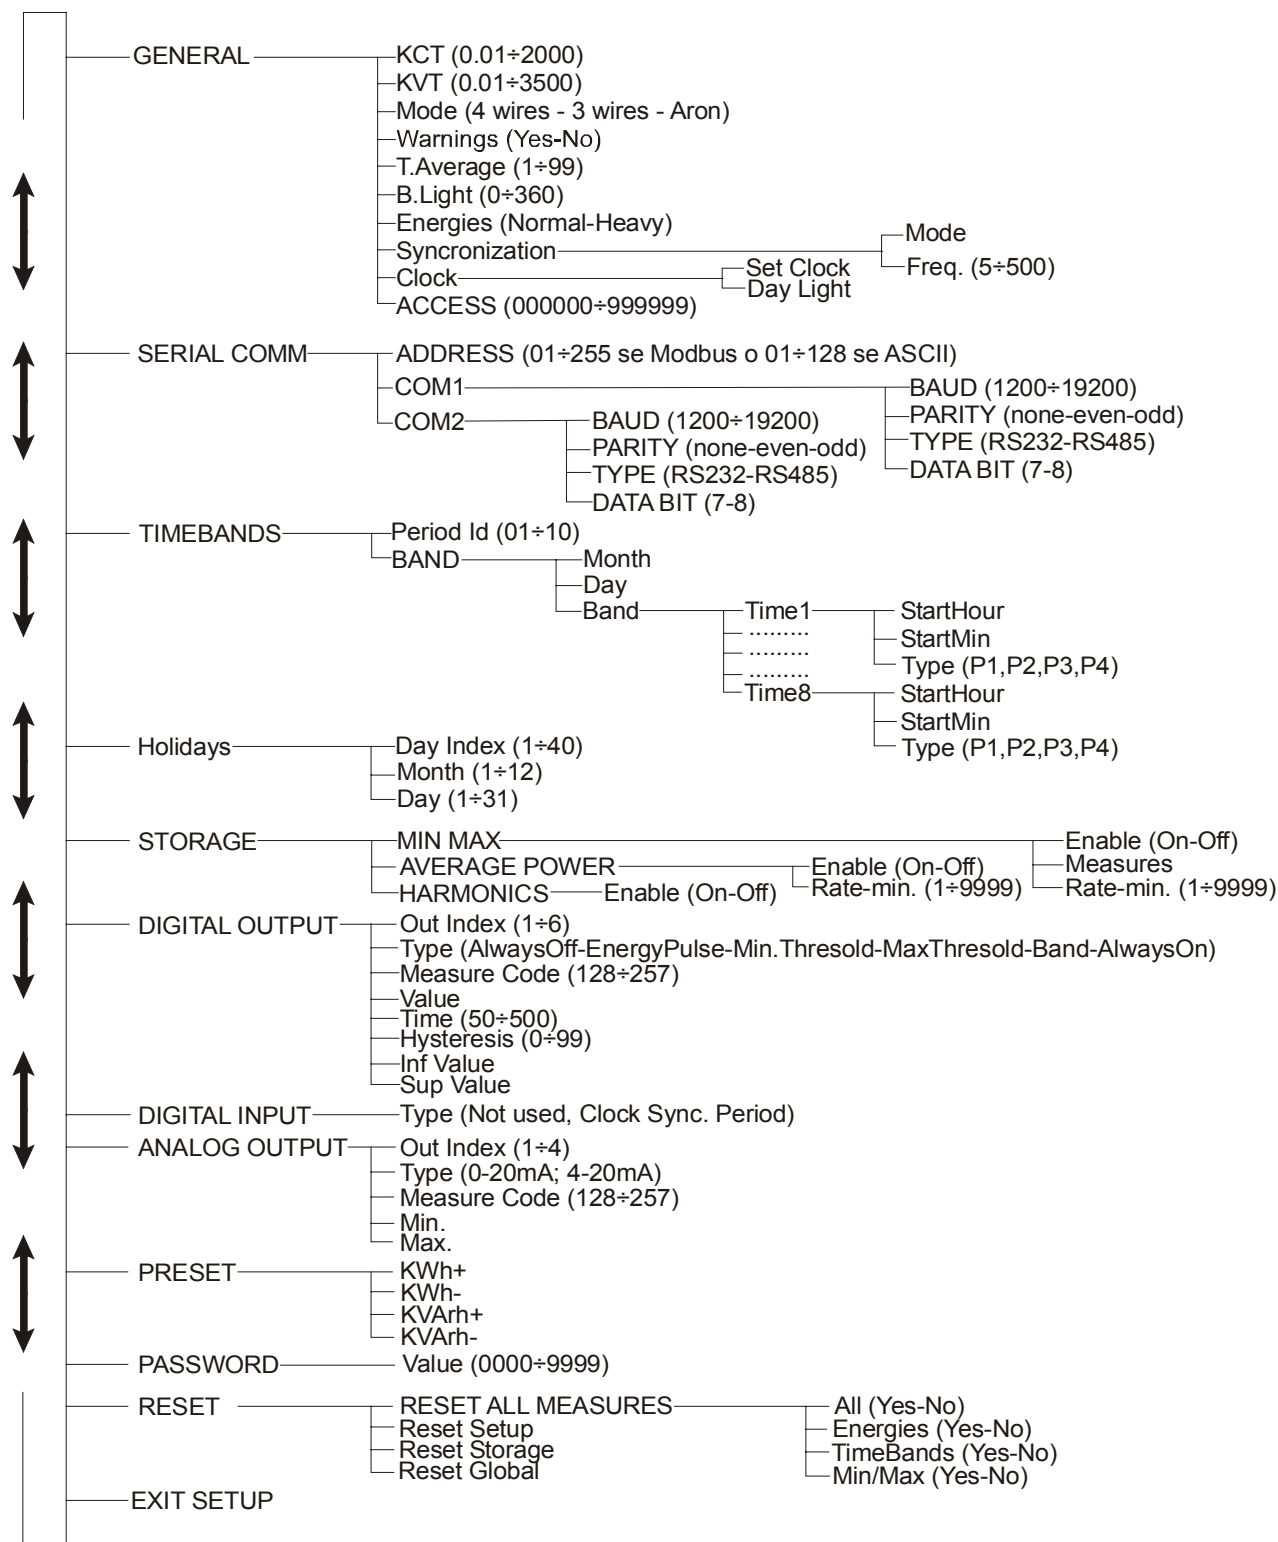 GENERAL
KCT (0.01÷2000)
KVT (0.01÷3500)
Mode (4 wires - 3 wires - Aron)
Warnings (Yes-No)
T.Average (1÷99)
B.Light (0÷360)
Energies (Normal-Heavy)
Syncronization
Mode
Freq. (5÷500)
Clock
Set Clock
Day Light
ACCESS (000000÷999999)
SERIAL COMM
ADDRESS (01÷255 se Modbus o 01÷128 se ASCII)
COM1
BAUD (1200÷19200)
PARITY (none-even-odd)
TYPE (RS232-RS485)
DATA BIT (7-8)
COM2
BAUD (1200÷19200)
PARITY (none-even-odd)
TYPE (RS232-RS485)
DATA BIT (7-8)
TIMEBANDS
Period Id (01÷10)
BAND
Month
Day
Band
Time1
StartHour
StartMin
Type (P1,P2,P3,P4)
.........
.........
.........
Time8
StartHour
StartMin
Type (P1,P2,P3,P4)
Holidays
Day Index (1÷40)
Month (1÷12)
Day (1÷31)
STORAGE
MIN MAX
Enable (On-Off)
Measures
Rate-min. (1÷9999)
AVERAGE POWER
Enable (On-Off)
Rate-min. (1÷9999)
HARMONICS
Enable (On-Off)
DIGITAL OUTPUT
Out Index (1÷6)
Type (AlwaysOff-EnergyPulse-Min.Thresold-MaxThresold-Band-AlwaysOn)
Measure Code (128÷257)
Value
Time (50÷500)
Hysteresis (0÷99)
Inf Value
Sup Value
DIGITAL INPUT
Type (Not used, Clock Sync. Period)
ANALOG OUTPUT
Out Index (1÷4)
Type (0-20mA; 4-20mA)
Measure Code (128÷257)
Min.
Max.
PRESET
KWh+
KWh-
KVArh+
KVArh-
PASSWORD
Value (0000÷9999)
RESET
RESET ALL MEASURES
All (Yes-No)
Energies (Yes-No)
TimeBands (Yes-No)
Min/Max (Yes-No)
Reset Setup
Reset Storage
Reset Global
EXIT SETUP